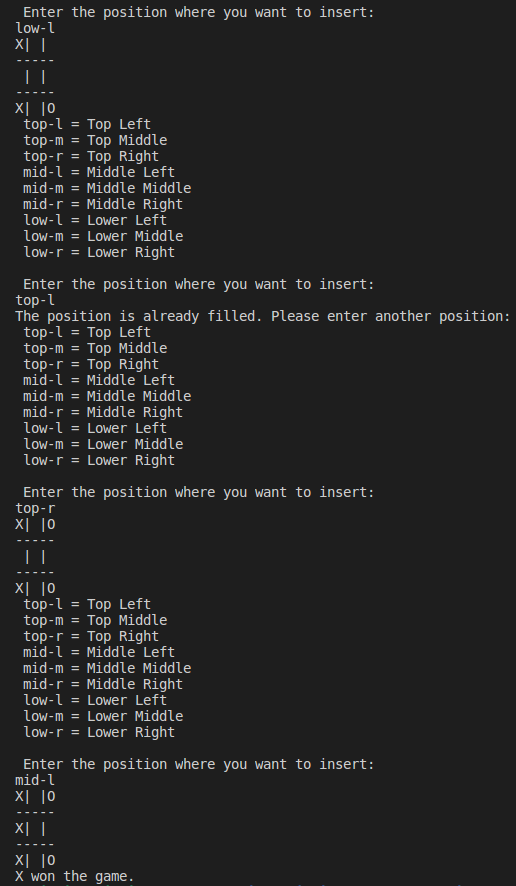 Enter the position where you want to insert:
low-l
X| |
-----
 | |
-----
X| |O
 top-l = Top Left
 top-m = Top Middle
 top-r = Top Right
 mid-l = Middle Left
 mid-m = Middle Middle
 mid-r = Middle Right
 low-l = Lower Left
 low-m = Lower Middle
 low-r = Lower Right

 Enter the position where you want to insert:
top-l
The position is already filled. Please enter another position:
 top-l = Top Left
 top-m = Top Middle
 top-r = Top Right
 mid-l = Middle Left
 mid-m = Middle Middle
 mid-r = Middle Right
 low-l = Lower Left
 low-m = Lower Middle
 low-r = Lower Right

 Enter the position where you want to insert:
top-r
X| |O
-----
 | |
-----
X| |O
 top-l = Top Left
 top-m = Top Middle
 top-r = Top Right
 mid-l = Middle Left
 mid-m = Middle Middle
 mid-r = Middle Right
 low-l = Lower Left
 low-m = Lower Middle
 low-r = Lower Right

 Enter the position where you want to insert:
mid-l
X| |O
-----
X| |
-----
X| |O
X won the game.